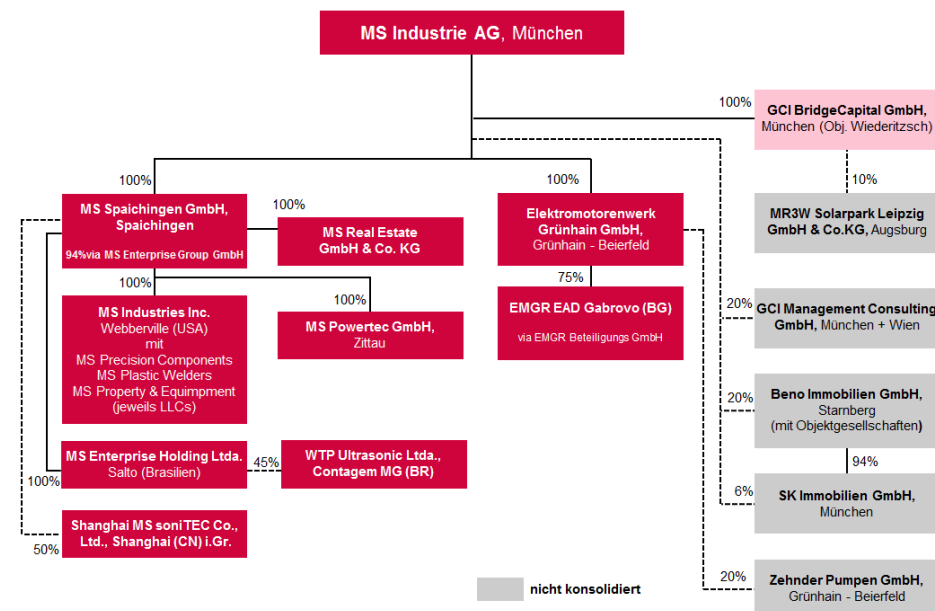 MS Industrie AG, München
100%
GCI BridgeCapital GmbH,
München (Obj. Wiederitzsch)
10%
MR3W Solarpark Leipzig
GmbH & Co.KG, Augsburg
100%
MS Spaichingen GmbH,
Spaichingen
94%via MS Enterprise Group GmbH
100%
MS Real Estate
GmbH & Co. KG
100%
Elektromotorenwerk
Grünhain GmbH,
Grünhain - Beierfeld
75%
EMGR EAD Gabrovo (BG)
via EMGR Beteiligungs GmbH
100%
MS Industries Inc.
Webberville (USA)
mit
MS Precision Components
MS Plastic Welders
MS Property & Equimpment
(jeweils LLCs)
100%
MS Powertec GmbH,
Zittau
20%
GCI Management Consulting
GmbH, München + Wien
20%
Beno Immobilien GmbH,
Starnberg
(mit Objektgesellschaften)
94%
6%
SK Immobilien GmbH,
München
100%
MS Enterprise Holding Ltda.
Salto (Brasilien)
45%
WTP Ultrasonic Ltda.,
Contagem MG (BR)
50%
Shanghai MS soniTEC Co.,
Ltd., Shanghai (CN) i.Gr.
20%
Zehnder Pumpen GmbH,
Grünhain - Beierfeld
nicht konsolidiert